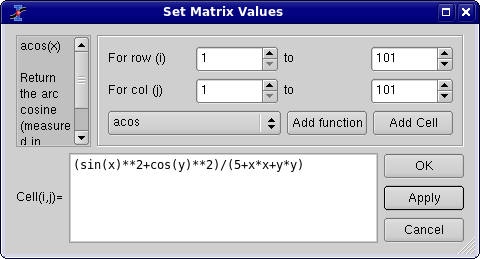 Set Matrix Values
acos(x)
Return
the arc
cosine
(measure
d in
For row (i) 1 to 101
For col (j) 1 to 101
acos Add function Add Cell
Cell(i,j)= (sin(x)**2+cos(y)**2)/(5+x*x+y*y)
OK
Apply
Cancel